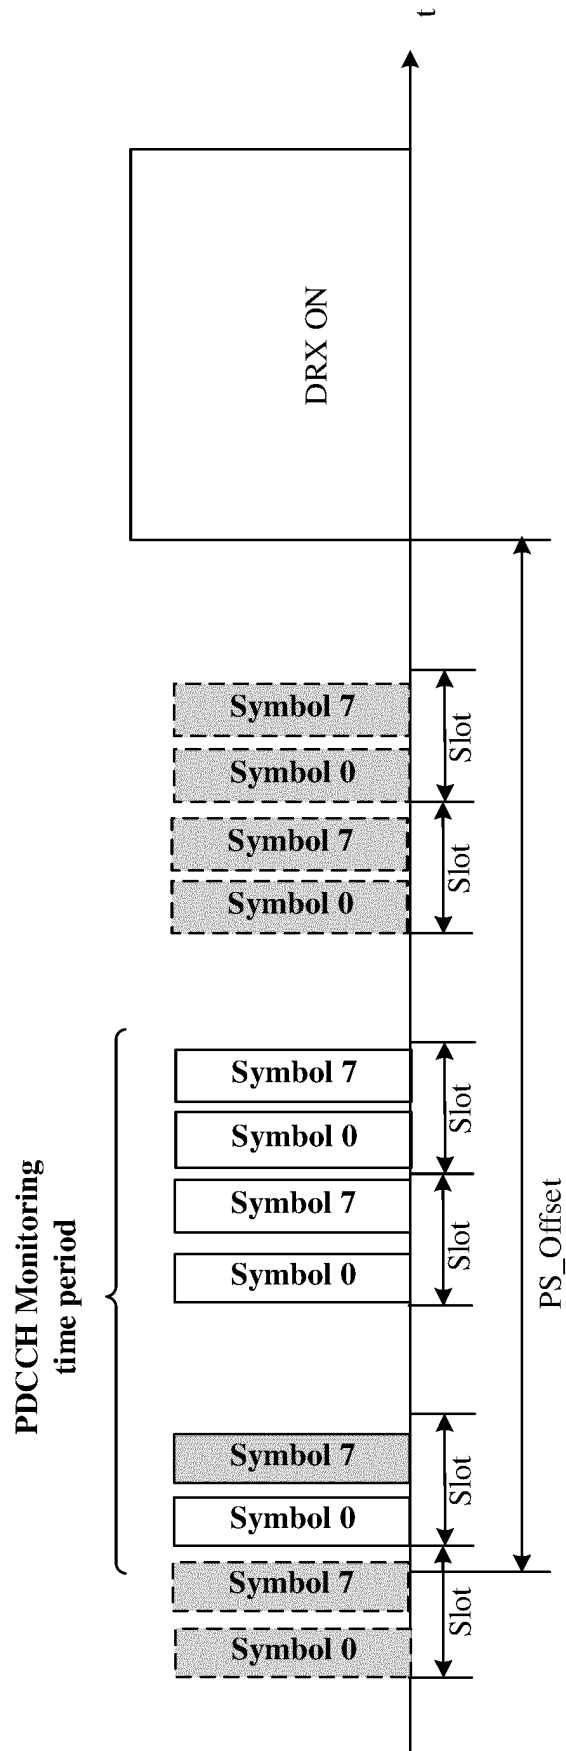 t
DRX ON
Symbol 7
Symbol 0
Symbol 7
Symbol 0
Slot
Slot
PDCCH Monitoring
time period
Symbol 7
Symbol 0
Symbol 7
Symbol 0
Slot
Slot
PS_Offset
Symbol 7
Symbol 0
Symbol 7
Symbol 0
Slot
Slot